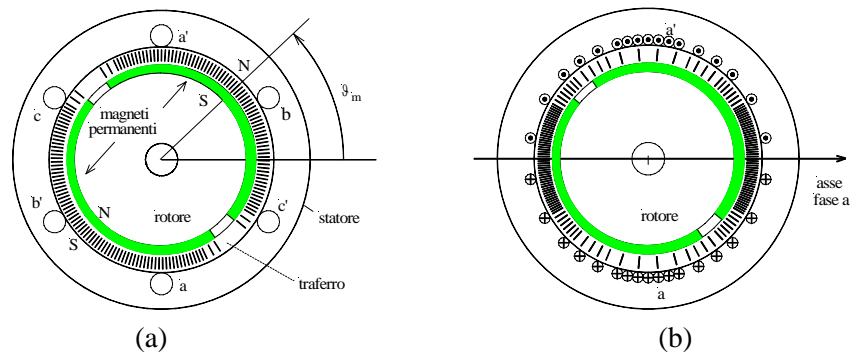 a'
N
S
ϑm
c
b
magneti
permanenti
b'
N
S
rotore
c'
statore
a
traferro
(a)
a'
asse
fase a
rotore
a
(b)